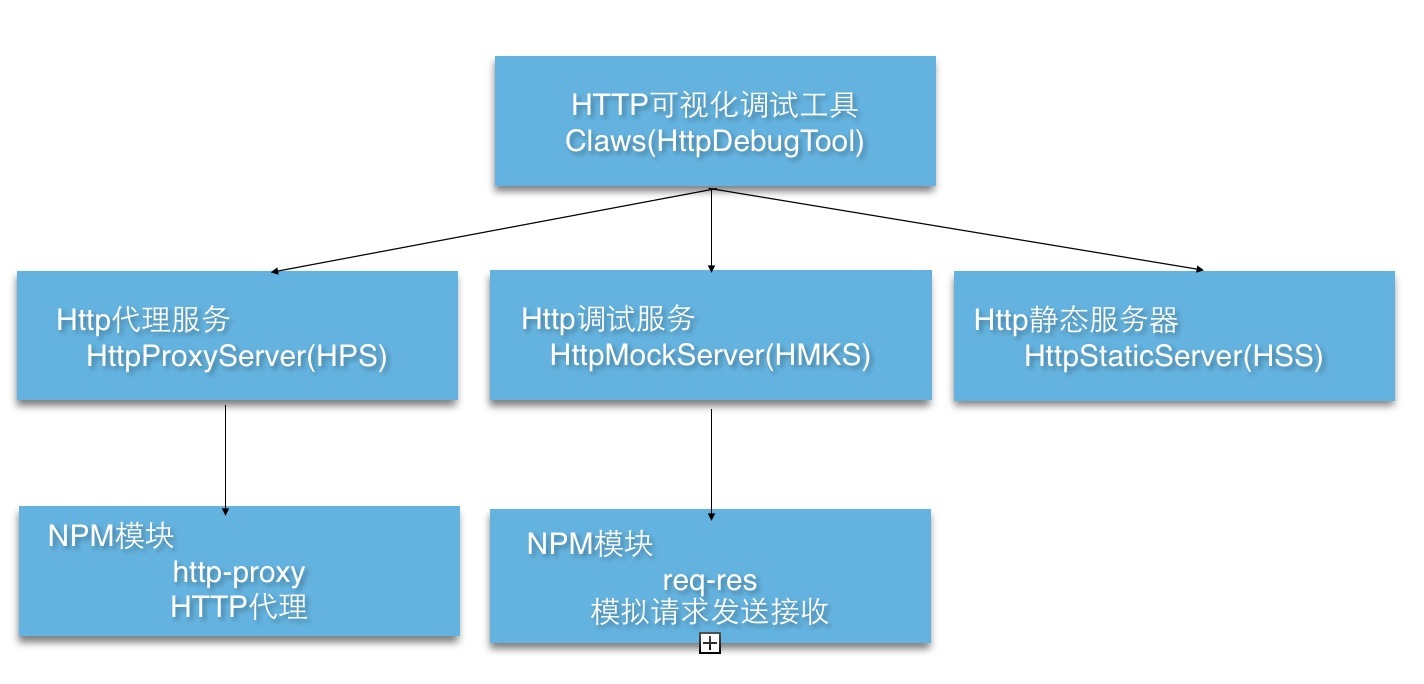 HTTP可视化调试工具
Claws(HttpDebugTool)
Http代理服务
HttpProxyServer(HPS)
Http调试服务
HttpMockServer(HMKS)
Http静态服务器
HttpStaticServer(HSS)
NPM模块
http-proxy
HTTP代理
NPM模块
req-res
模拟请求发送接收